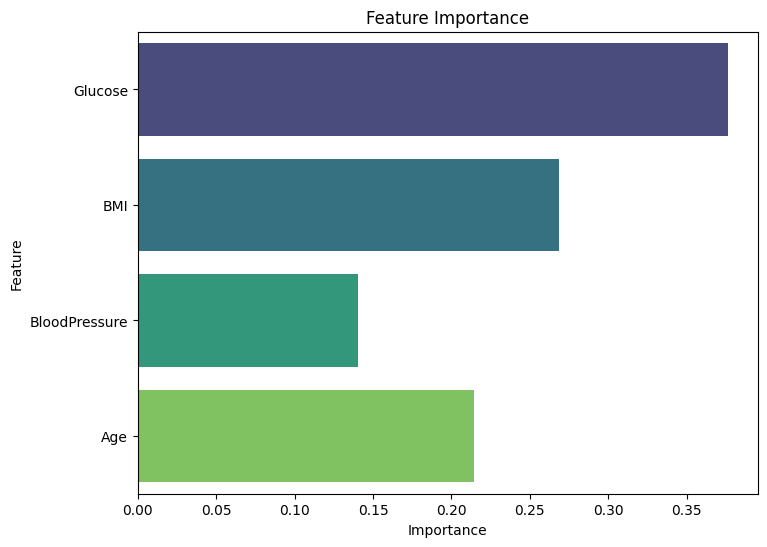 Feature Importance
Glucose
BMI
BloodPressure
Age
Feature
0.00 0.05 0.10 0.15 0.20 0.25 0.30 0.35
Importance